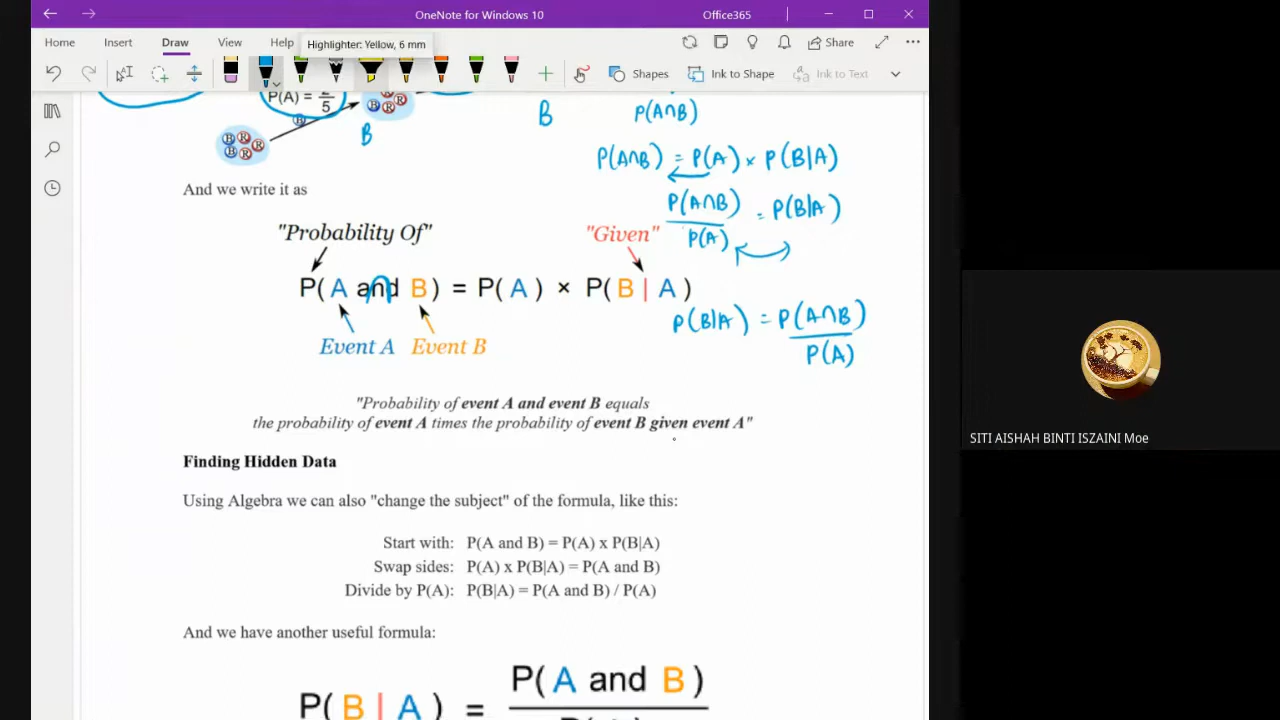 OneNote for Windows 10
Office365
Home Insert Draw View Help
Highlighter: Yellow, 6 mm
Share
Shapes
Ink to Shape
Ink to Text
P(A) = 2/5
B
B B R R R
B R R
B
B
P(A∩B)
P(A∩B) = P(A) × P(B|A)
P(A∩B)/P(A) = P(B|A)
And we write it as
"Probability Of"
"Given"
P( A and B ) = P( A ) × P( B | A )
∩
Event A Event B
P(B|A) = P(A∩B)/P(A)
"Probability of event A and event B equals
the probability of event A times the probability of event B given event A"
Finding Hidden Data
Using Algebra we can also "change the subject" of the formula, like this:
Start with: P(A and B) = P(A) x P(B|A)
Swap sides: P(A) x P(B|A) = P(A and B)
Divide by P(A): P(B|A) = P(A and B) / P(A)
And we have another useful formula:
P( A and B )
P( B | A ) =
SITI AISHAH BINTI ISZAINI Moe